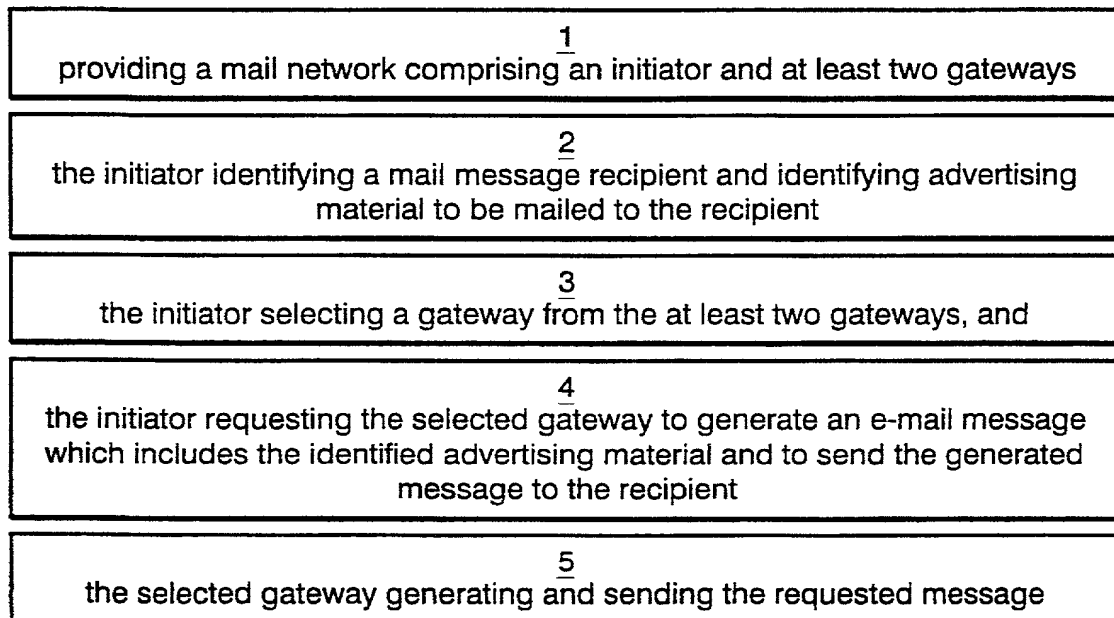 1
providing a mail network comprising an initiator and at least two gateways
2
the initiator identifying a mail message recipient and identifying advertising
material to be mailed to the recipient
3
the initiator selecting a gateway from the at least two gateways, and
4
the initiator requesting the selected gateway to generate an e-mail message
which includes the identified advertising material and to send the generated
message to the recipient
5
the selected gateway generating and sending the requested message